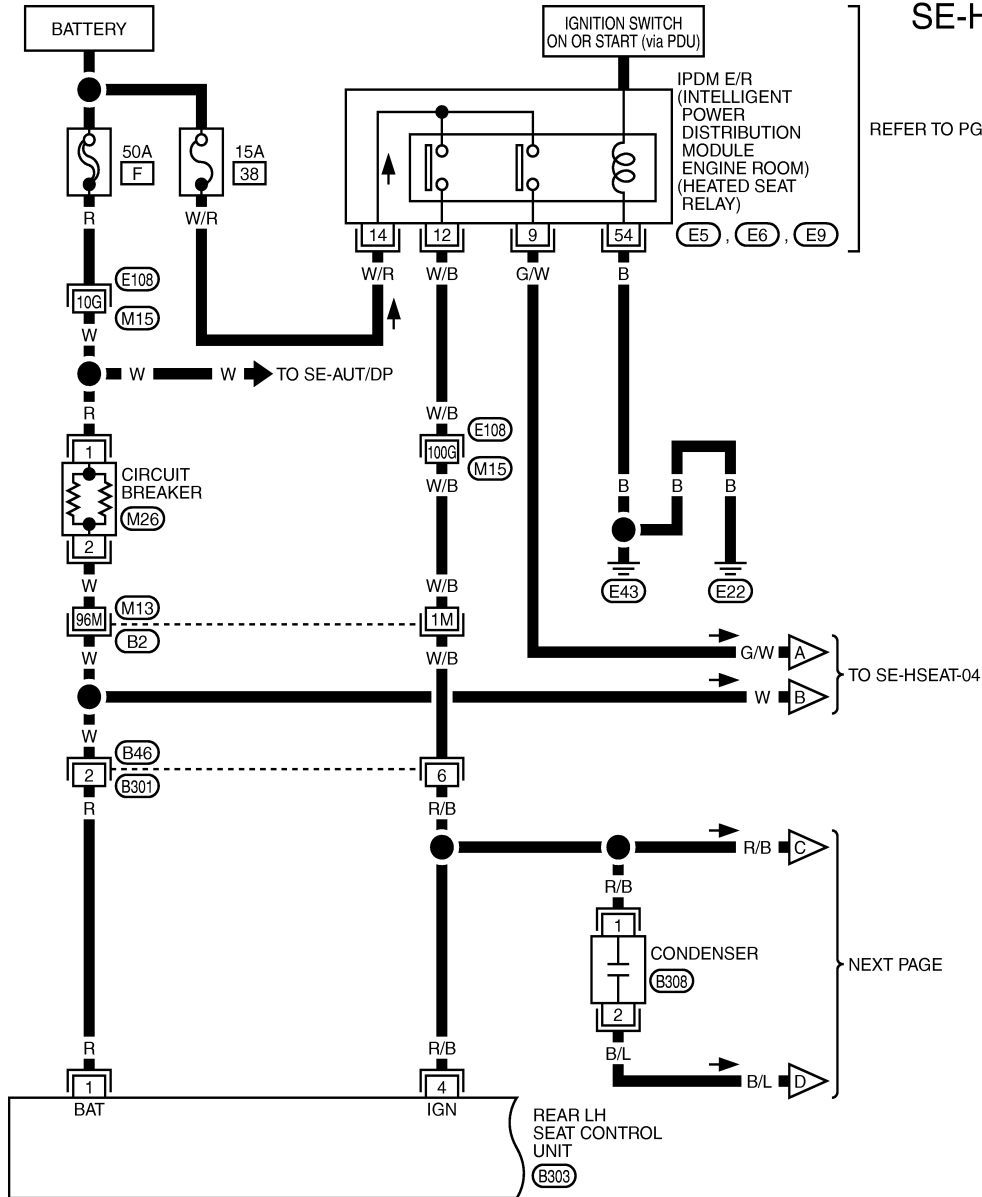 SE-H
BATTERY
IGNITION SWITCH
ON OR START (via PDU)
IPDM E/R
(INTELLIGENT
POWER
DISTRIBUTION
MODULE
ENGINE ROOM)
(HEATED SEAT
RELAY)
REFER TO PG
50A
F
15A
38
R
W/R
14
12
9
54
E5 , E6 , E9
W/R
W/B
G/W
B
E108
10G
M15
W
W
W
TO SE-AUT/DP
R
W/B
E108
100G
M15
W/B
1
CIRCUIT
BREAKER
M26
2
B
B
B
E43
E22
W
W/B
M13
96M
B2
1M
W
W/B
G/W
A
W
B
TO SE-HSEAT-04
W
B46
2
B301
6
R
R/B
R/B
C
R/B
1
CONDENSER
B308
2
B/L
B/L
D
NEXT PAGE
R
R/B
1
4
BAT
IGN
REAR LH
SEAT CONTROL
UNIT
B303